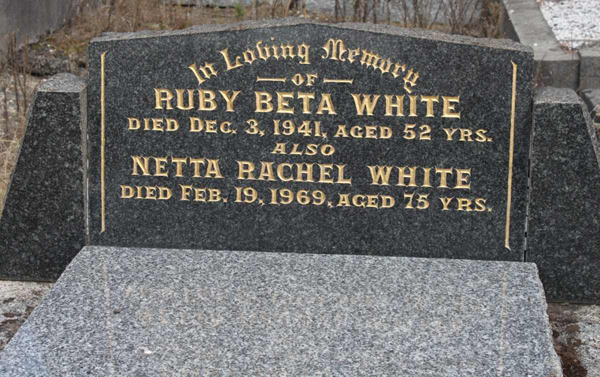 In Loving Memory
OF
RUBY BETA WHITE
DIED DEC. 3, 1941, AGED 52 YRS.
ALSO
NETTA RACHEL WHITE
DIED FEB. 19, 1969, AGED 75 YRS.